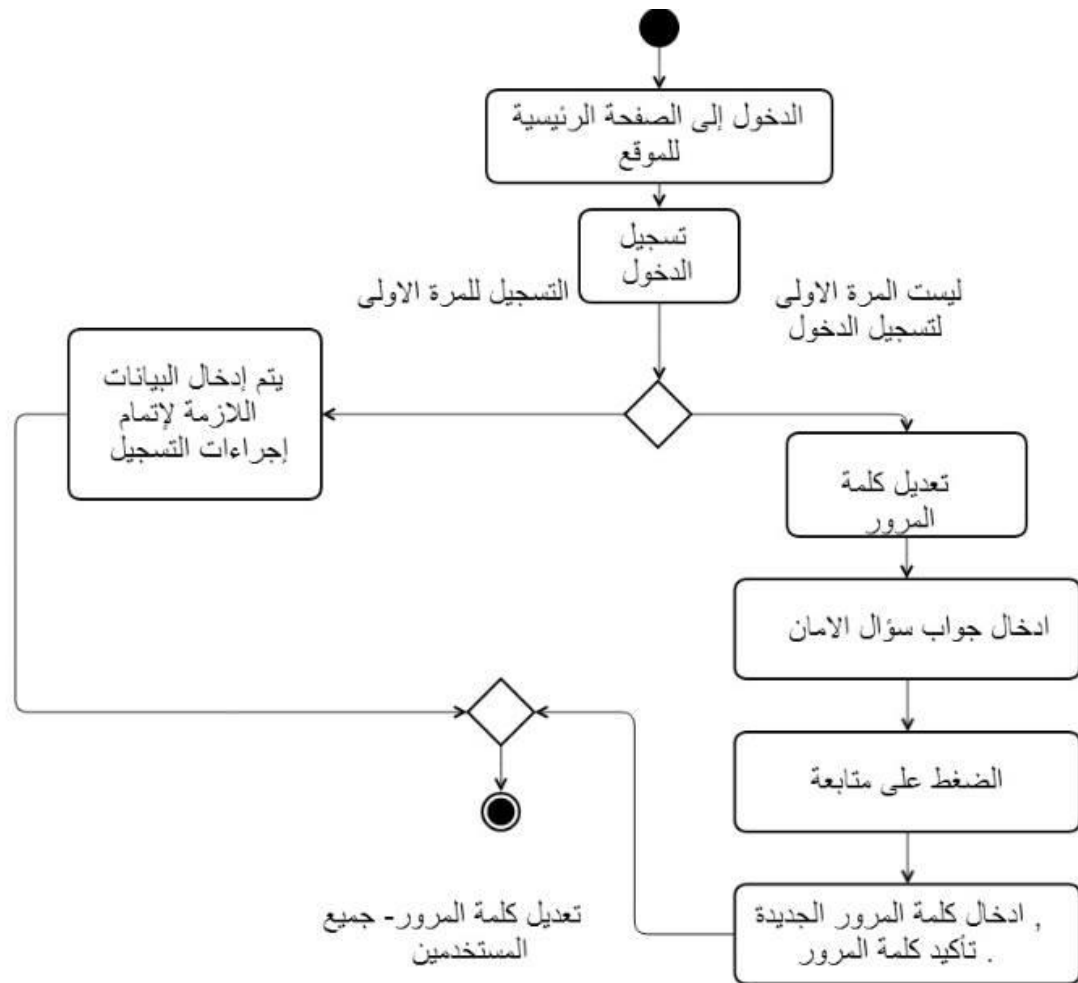 الدخول إلى الصفحة الرئيسية
للموقع
تسجيل
الدخول
ليست المرة الاولى
لتسجيل الدخول
التسجيل للمرة الاولى
يتم إدخال البيانات
اللازمة لإتمام
إجراءات التسجيل
تعديل كلمة
المرور
ادخال جواب سؤال الامان
الضغط على متابعة
ادخال كلمة المرور الجديدة ,
تأكيد كلمة المرور .
تعديل كلمة المرور- جميع
المستخدمين